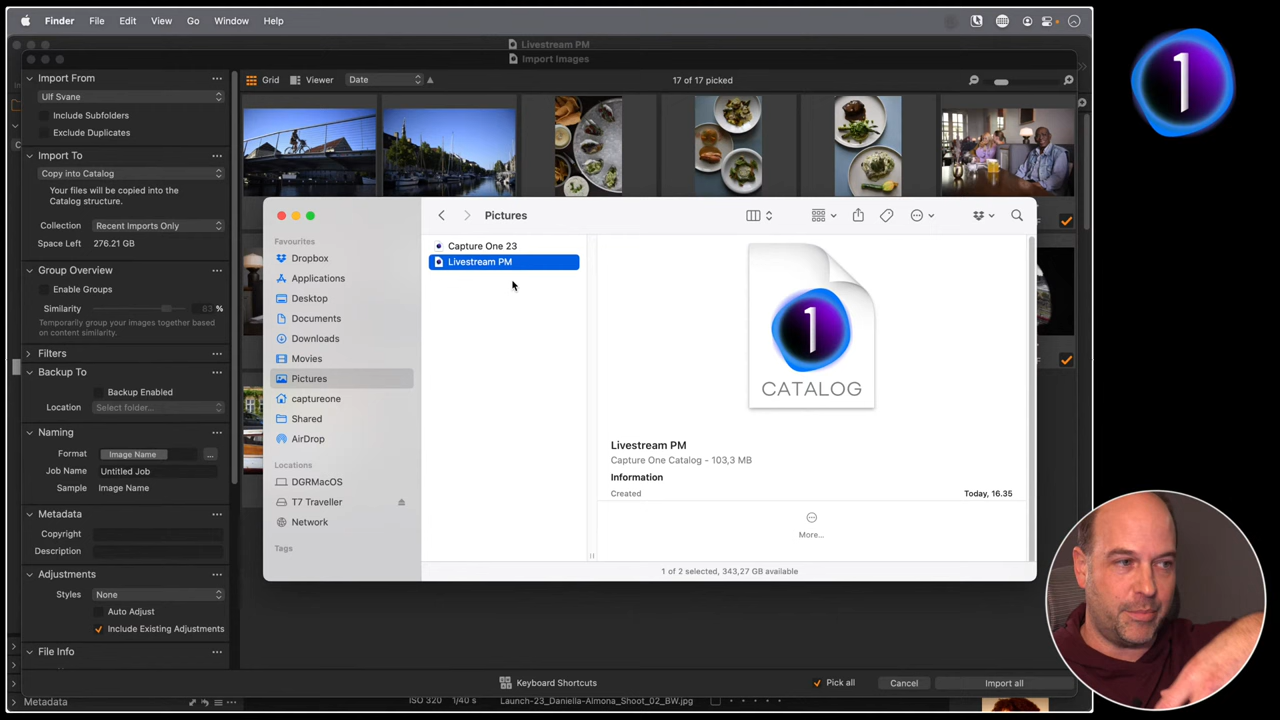 Finder File Edit View Go Window Help
Livestream PM
Import Images
Import From
Ulf Svane
Include Subfolders
Exclude Duplicates
Import To
Copy into Catalog
Your files will be copied into the
Catalog structure.
Collection Recent Imports Only
Space Left 276.21 GB
Group Overview
Enable Groups
Similarity 83 %
Temporarily group your images together based
on content similarity.
Filters
Backup To
Backup Enabled
Location Select folder...
Naming
Format Image Name ...
Job Name Untitled Job
Sample Image Name
Metadata
Copyright
Description
Adjustments
Styles None
Auto Adjust
Include Existing Adjustments
File Info
Metadata
Grid Viewer Date 17 of 17 picked
Pictures
Favourites
Dropbox
Applications
Desktop
Documents
Downloads
Movies
Pictures
captureone
Shared
AirDrop
Locations
DGRMacOS
T7 Traveller
Network
Tags
Capture One 23
Livestream PM
1
CATALOG
Livestream PM
Capture One Catalog - 103,3 MB
Information
Created Today, 16.35
More...
1 of 2 selected, 343,27 GB available
Keyboard Shortcuts Pick all Cancel Import all
ISO 320 1/40 s Launch-23_Daniella-Almona_Shoot_02_BW.jpg
1